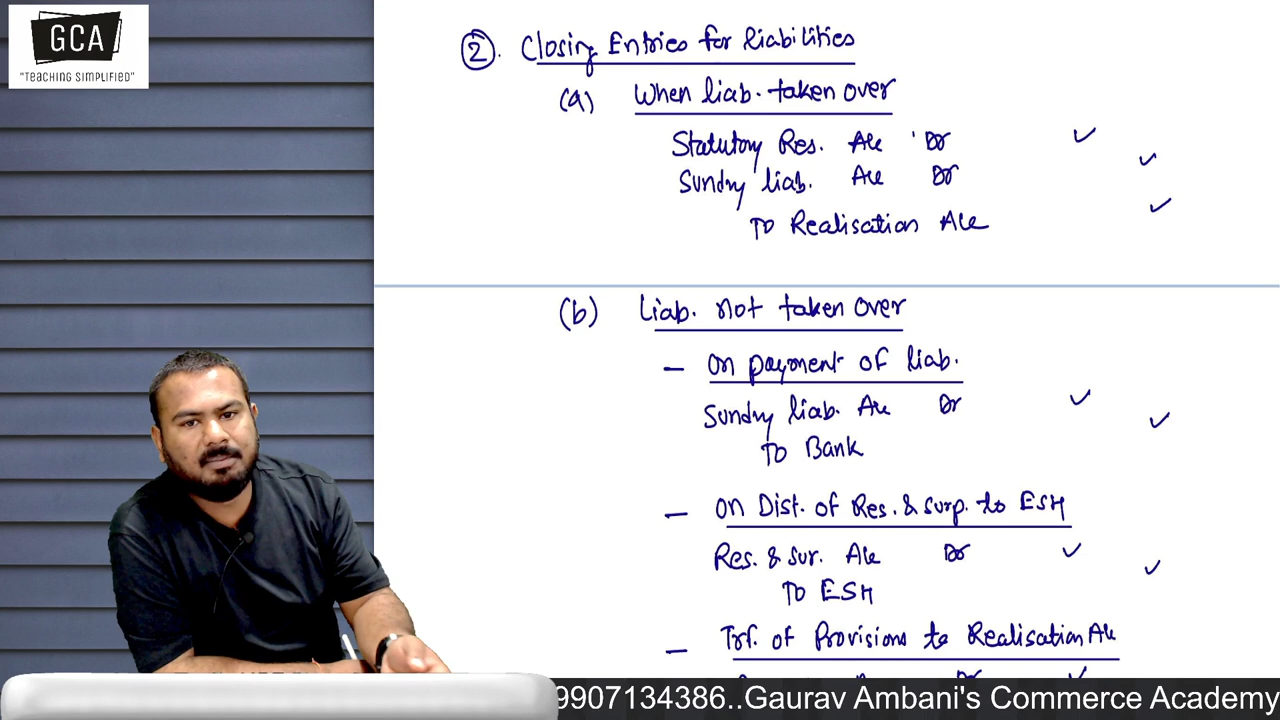 GCA
"TEACHING SIMPLIFIED"
② Closing Entries for liabilities
(a) When liab. taken over
Statutory Res. A/c Dr
Sundry liab. A/c Dr
To Realisation A/c
(b) Liab. not taken over
— On payment of liab.
Sundry liab. A/c Dr
To Bank
— On Dist. of Res. & Surp. to ESH
Res. & Sur. A/c Dr
To ESH
— Trf. of Provisions to Realisation A/c
9907134386..Gaurav Ambani's Commerce Academy